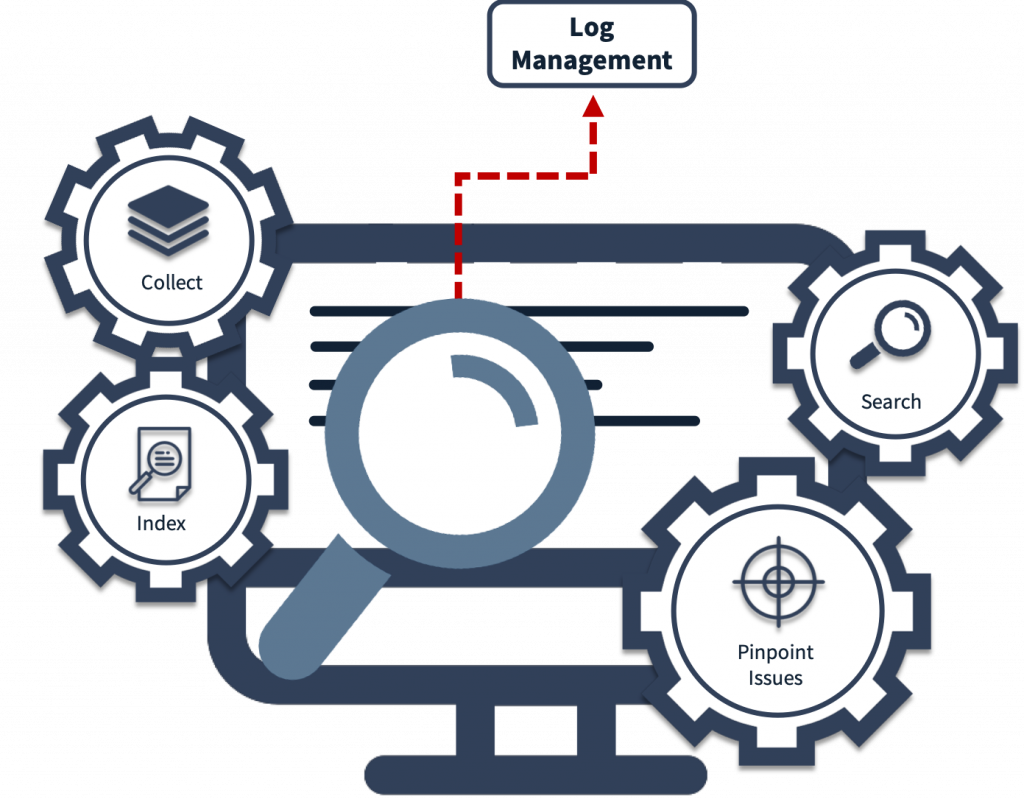 Log
Management
Collect
Search
Index
Pinpoint
Issues